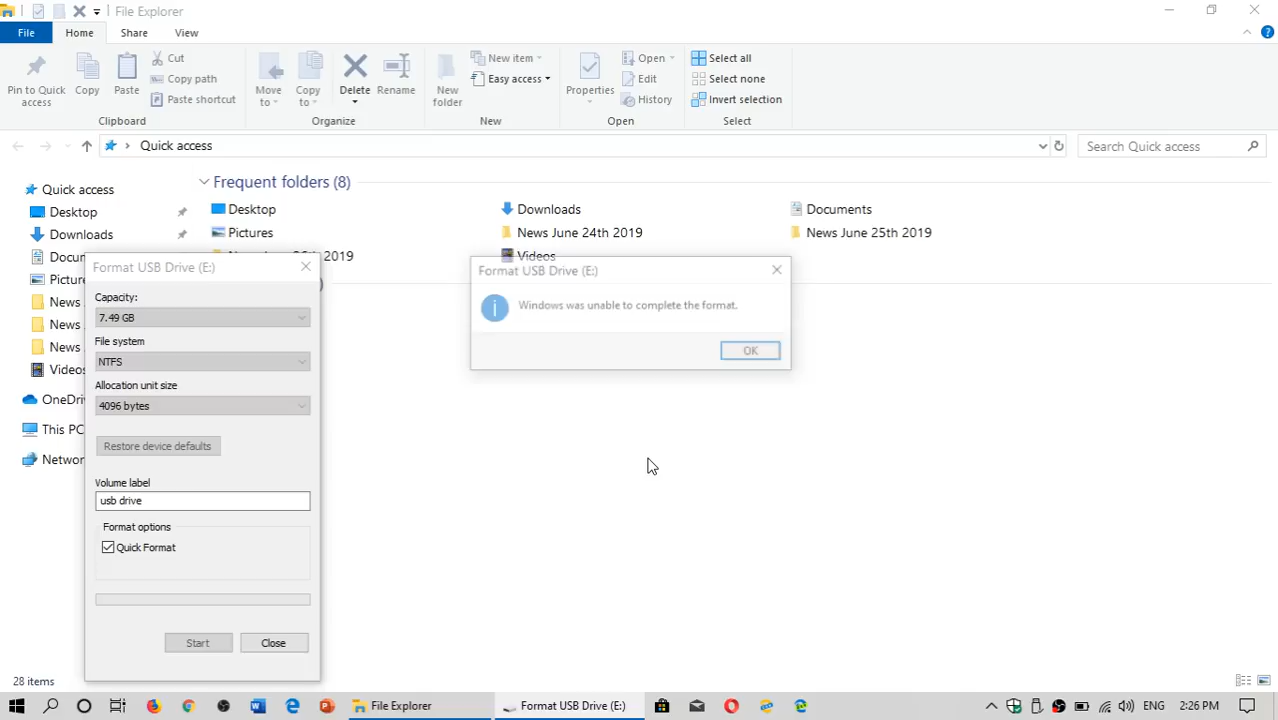 File Explorer
File Home Share View
Pin to Quick access
Copy
Paste
Cut
Copy path
Paste shortcut
Move to
Copy to
Delete
Rename
New folder
New item
Easy access
Properties
Open
Edit
History
Select all
Select none
Invert selection
Clipboard
Organize
New
Open
Select
Quick access
Search Quick access
Quick access
Desktop
Downloads
News
News
News
Videos
This PC
Frequent folders (8)
Desktop
Downloads
Documents
Pictures
News June 24th 2019
News June 25th 2019
2019
Videos
Format USB Drive (E:)
Capacity:
7.49 GB
File system
NTFS
Allocation unit size
4096 bytes
Restore device defaults
Volume label
usb drive
Format options
Quick Format
Start
Close
Format USB Drive (E:)
Windows was unable to complete the format.
OK
28 items
File Explorer
Format USB Drive (E:)
ENG
2:26 PM